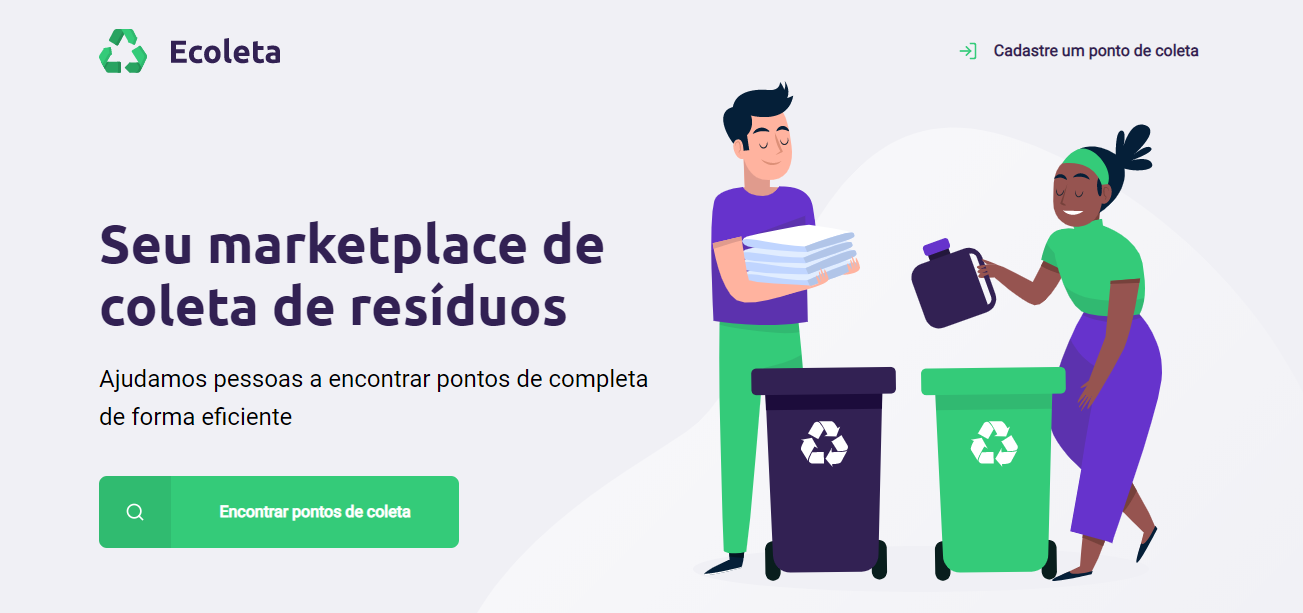 Ecoleta
Cadastre um ponto de coleta
Seu marketplace de
coleta de resíduos
Ajudamos pessoas a encontrar pontos de completa
de forma eficiente
Encontrar pontos de coleta